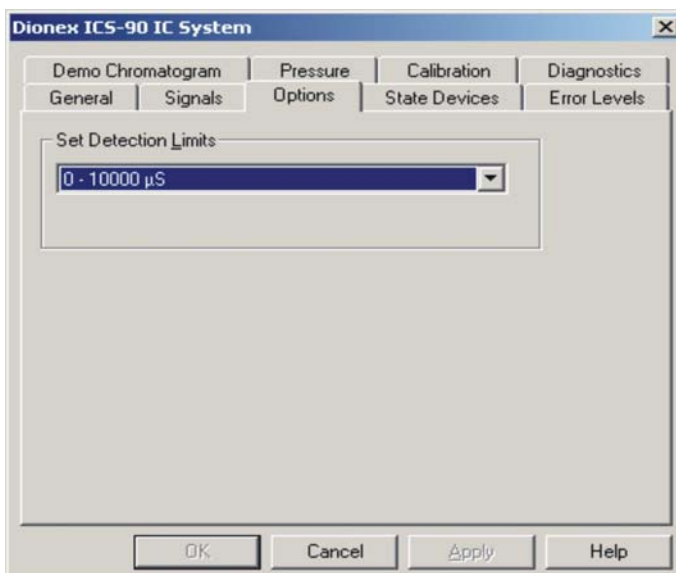 Dionex ICS-90 IC System
Demo Chromatogram Pressure Calibration Diagnostics
General Signals Options State Devices Error Levels
Set Detection Limits
0 - 10000 µS
OK Cancel Apply Help